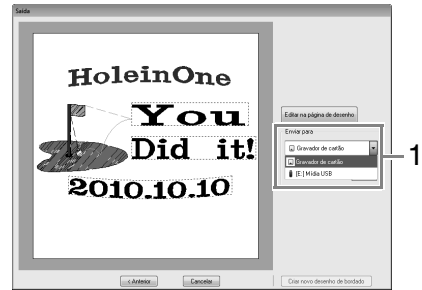 Saída
HoleinOne
You
Did it!
2010.10.10
Editar na página de desenho
Enviar para
Gravador de cartão
Gravador de cartão
[E:] Mídia USB
1
< Anterior
Cancelar
Criar novo desenho de bordado